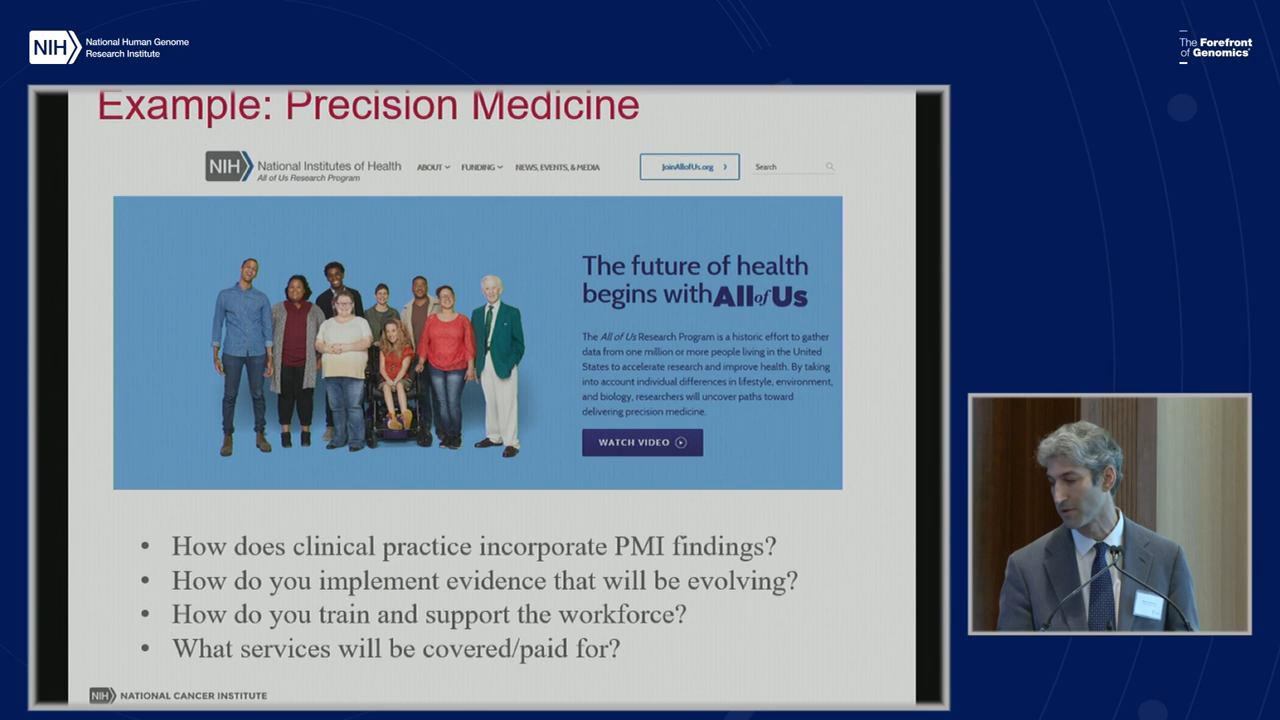 NIH National Human Genome
Research Institute
The Forefront
of Genomics®
Example: Precision Medicine
NIH National Institutes of Health
All of Us Research Program
ABOUT FUNDING NEWS, EVENTS, & MEDIA JoinAllofUs.org Search
The future of health
begins with All of Us
The All of Us Research Program is a historic effort to gather
data from one million or more people living in the United
States to accelerate research and improve health. By taking
into account individual differences in lifestyle, environment,
and biology, researchers will uncover paths toward
delivering precision medicine.
WATCH VIDEO
• How does clinical practice incorporate PMI findings?
• How do you implement evidence that will be evolving?
• How do you train and support the workforce?
• What services will be covered/paid for?
NIH NATIONAL CANCER INSTITUTE